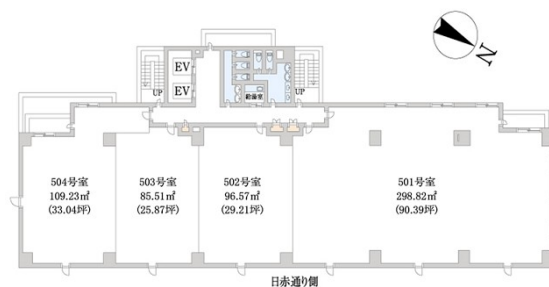 N
EV
EV
UP
給湯室
UP
504号室
109.23㎡
(33.04坪)
503号室
85.51㎡
(25.87坪)
502号室
96.57㎡
(29.21坪)
501号室
298.82㎡
(90.39坪)
日赤通り側